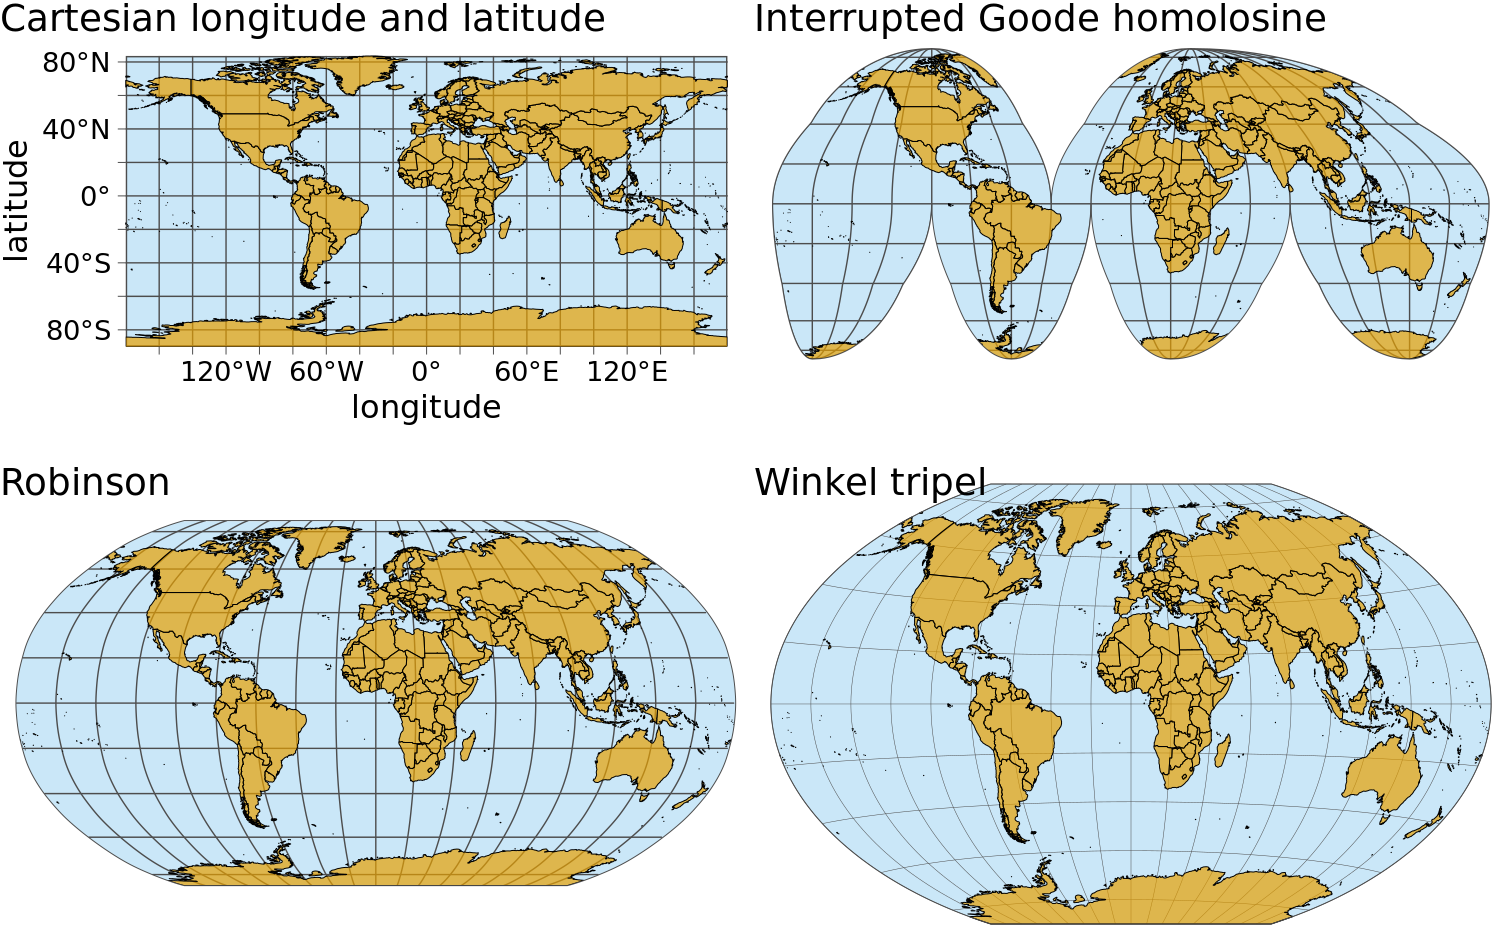 Cartesian longitude and latitude
80°N
40°N
0°
40°S
80°S
latitude
120°W 60°W 0° 60°E 120°E
longitude
Interrupted Goode homolosine
Robinson
Winkel tripel